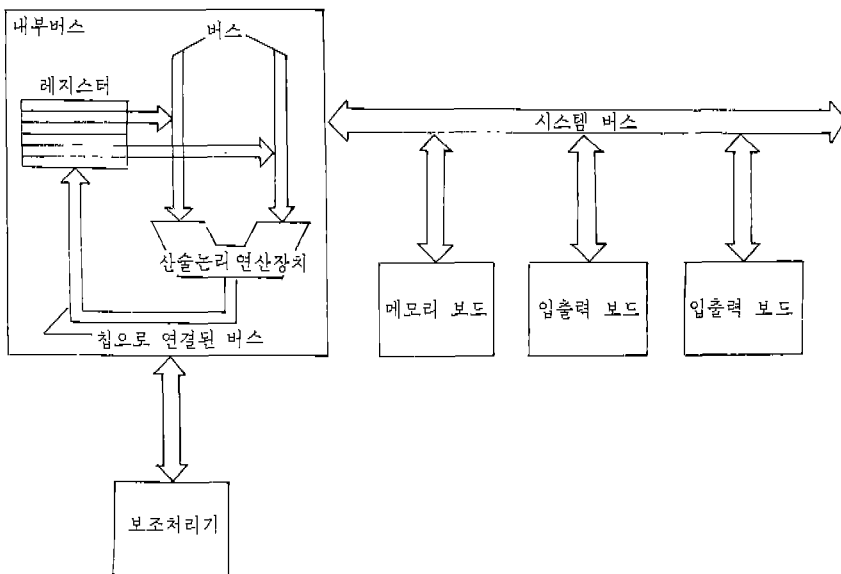 내부버스
버스
레지스터
시스템 버스
산술논리 연산장치
메모리 보드
입출력 보드
입출력 보드
칩으로 연결된 버스
보조처리기